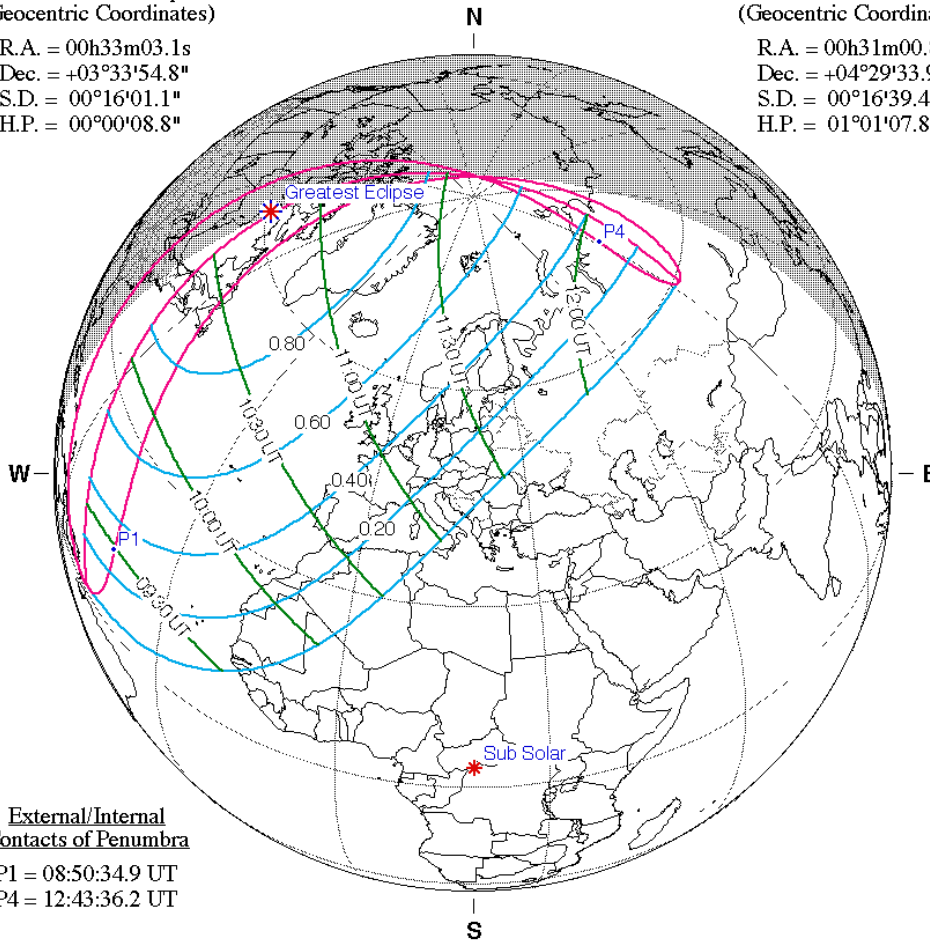 Geocentric Coordinates)
R.A. = 00h33m03.1s
Dec. = +03°33'54.8"
S.D. = 00°16'01.1"
H.P. = 00°00'08.8"
N
(Geocentric Coordina
R.A. = 00h31m00.
Dec. = +04°29'33.9
S.D. = 00°16'39.4
H.P. = 01°01'07.8
Greatest Eclipse
P4
0.80
12:00 UT
11:30 UT
11:00 UT
10:30 UT
0.60
W
E
0.40
10:00 UT
0.20
P1
09:30 UT
Sub Solar
External/Internal
Contacts of Penumbra
P1 = 08:50:34.9 UT
P4 = 12:43:36.2 UT
S